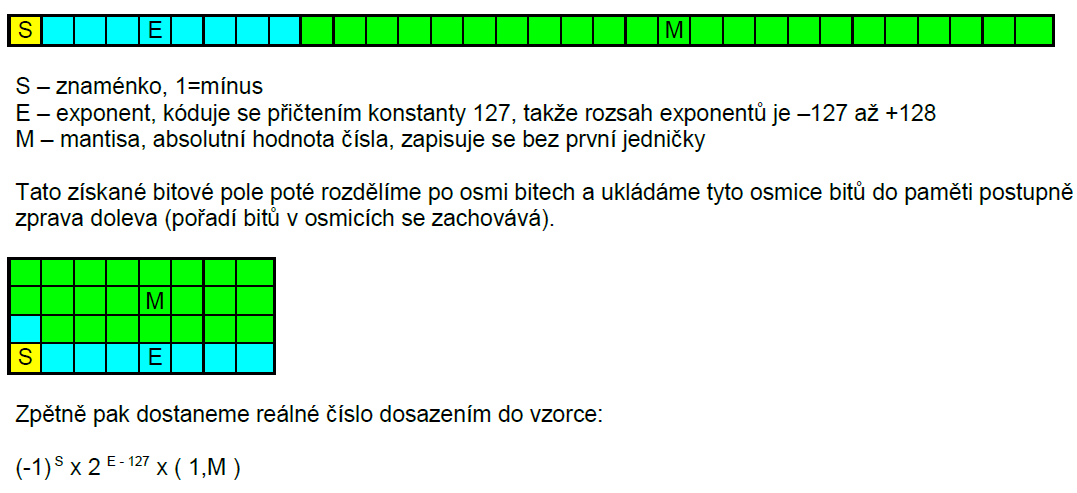 S E M
S – znaménko, 1=mínus
E – exponent, kóduje se přičtením konstanty 127, takže rozsah exponentů je –127 až +128
M – mantisa, absolutní hodnota čísla, zapisuje se bez první jedničky
Tato získané bitové pole poté rozdělíme po osmi bitech a ukládáme tyto osmice bitů do paměti postupně
zprava doleva (pořadí bitů v osmicích se zachovává).
M
S E
Zpětně pak dostaneme reálné číslo dosazením do vzorce:
(-1)^S x 2^E - 127 x ( 1,M )